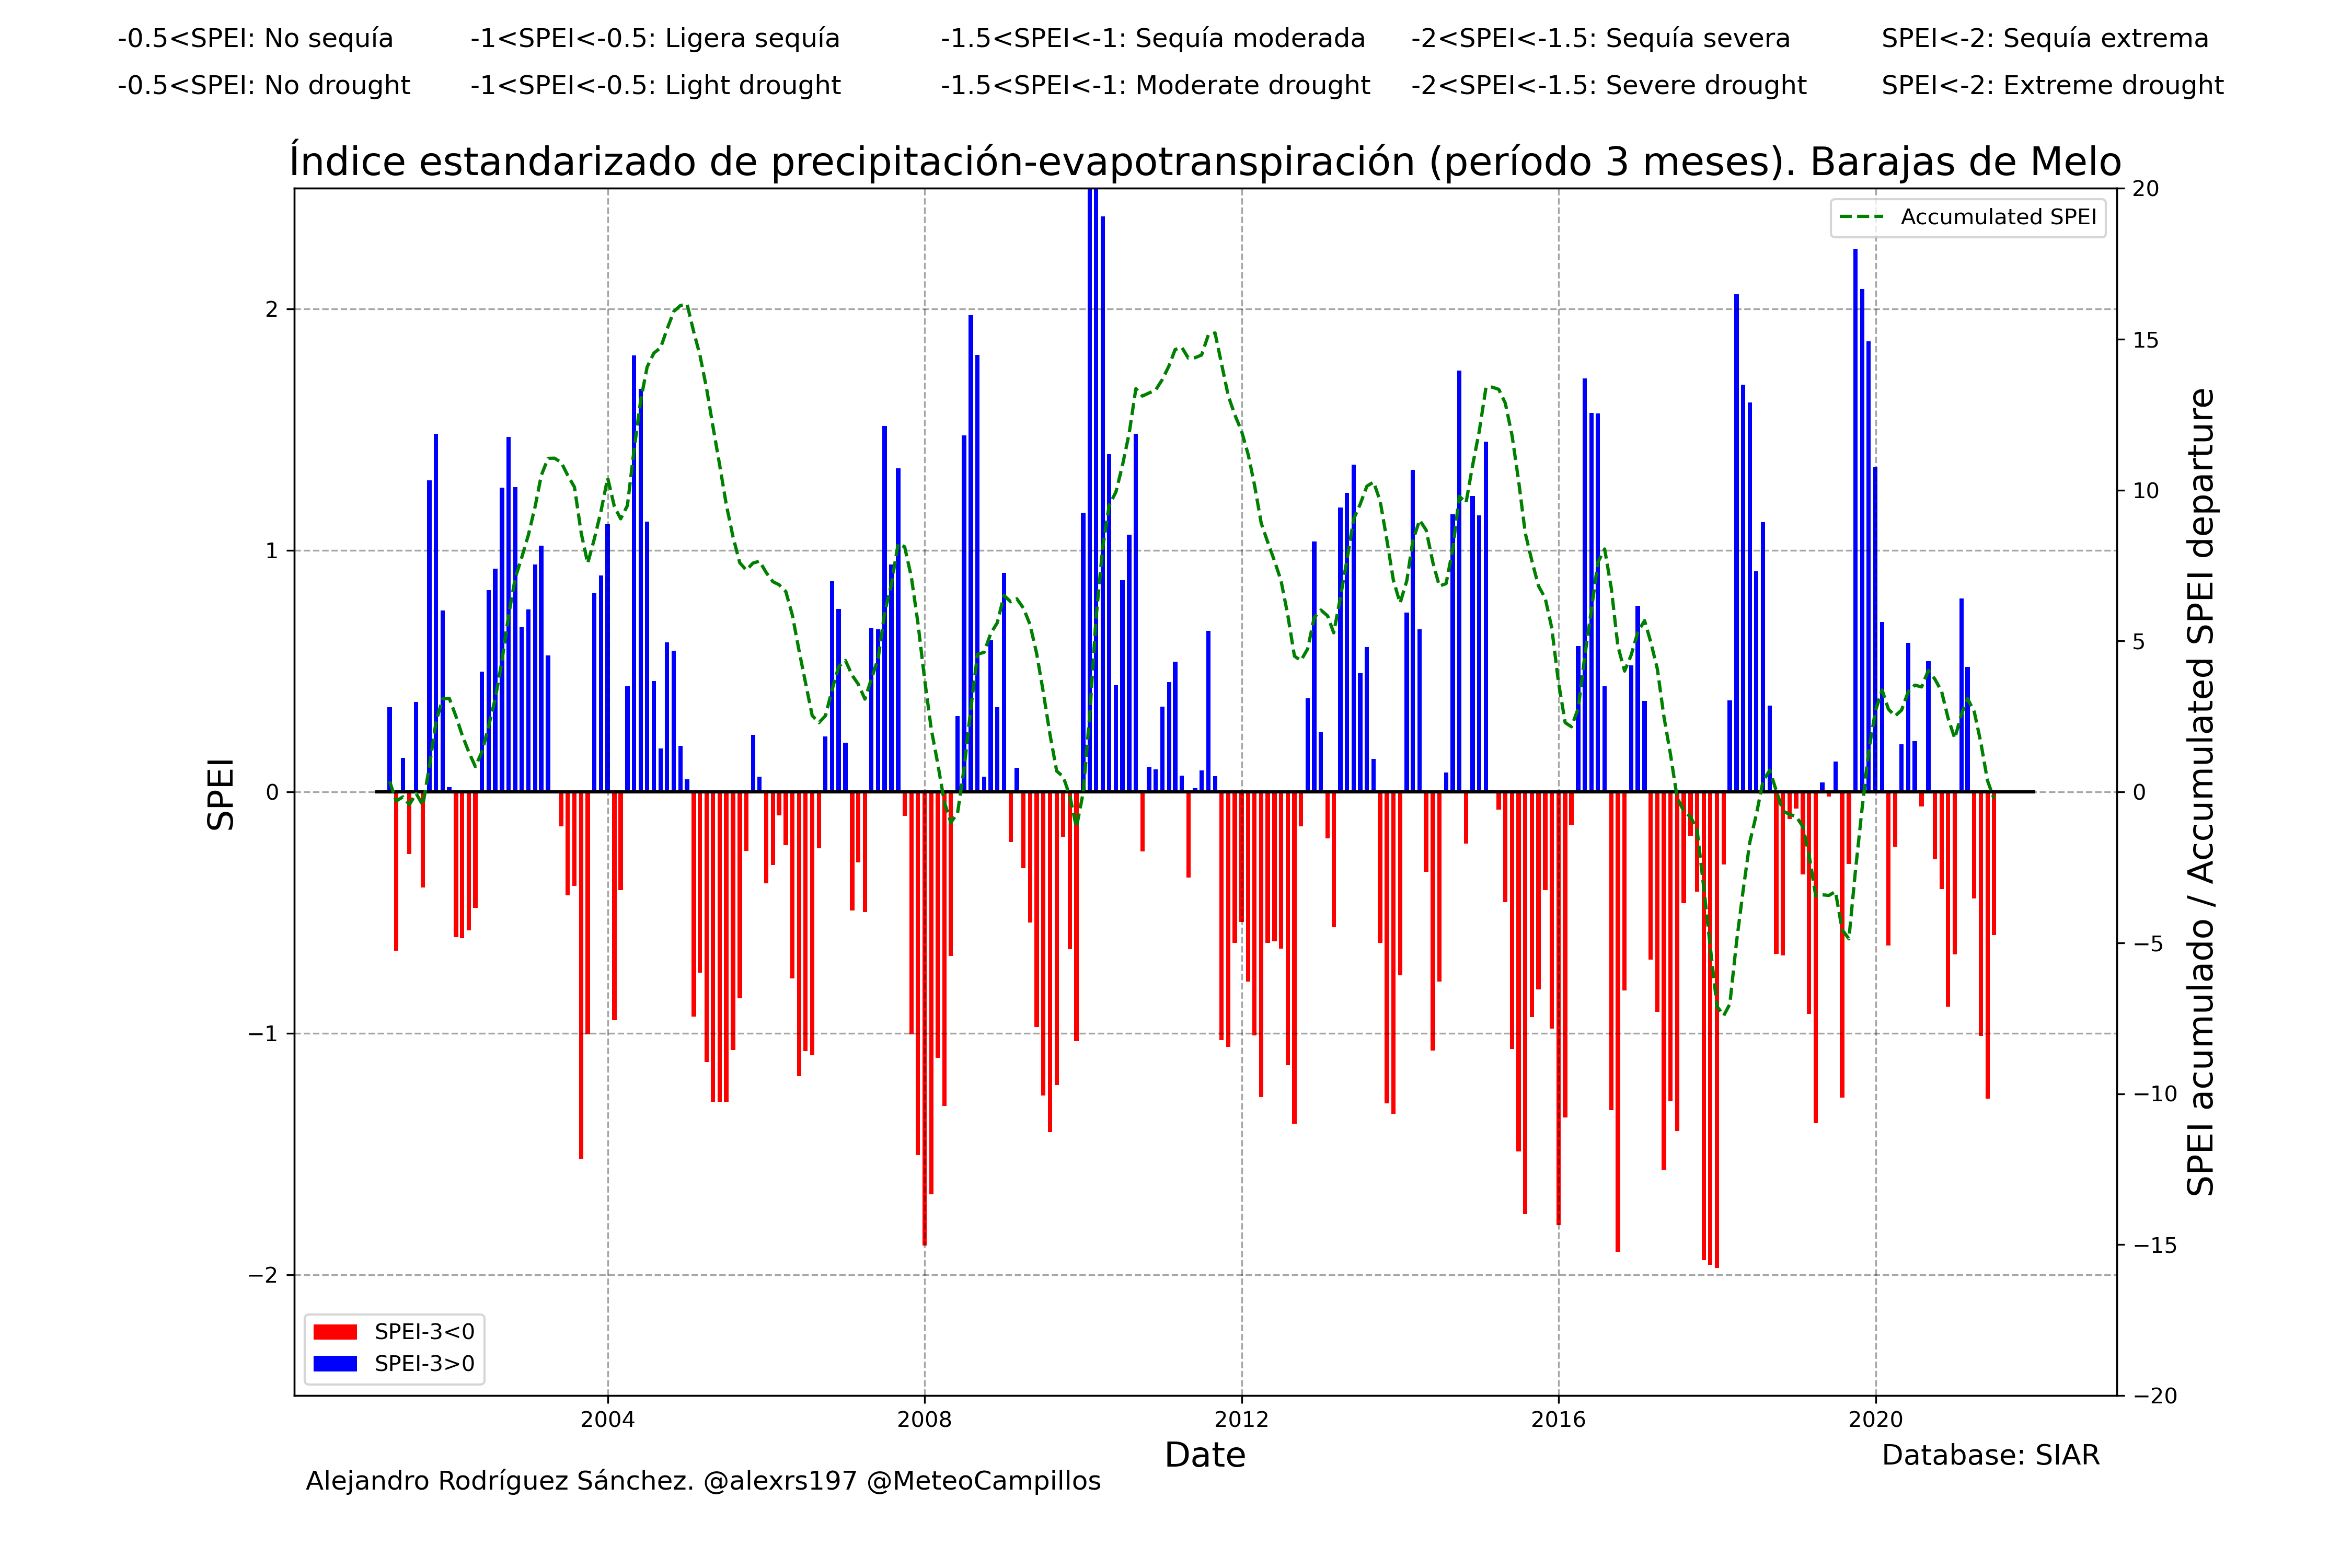 -0.5<SPEI: No sequía -1<SPEI<-0.5: Ligera sequía -1.5<SPEI<-1: Sequía moderada -2<SPEI<-1.5: Sequía severa SPEI<-2: Sequía extrema
-0.5<SPEI: No drought -1<SPEI<-0.5: Light drought -1.5<SPEI<-1: Moderate drought -2<SPEI<-1.5: Severe drought SPEI<-2: Extreme drought
Índice estandarizado de precipitación-evapotranspiración (período 3 meses). Barajas de Melo
Accumulated SPEI
SPEI
2
1
0
−1
−2
20
15
10
5
0
−5
−10
−15
−20
SPEI acumulado / Accumulated SPEI departure
SPEI-3<0
SPEI-3>0
2004 2008 2012 2016 2020
Date
Database: SIAR
Alejandro Rodríguez Sánchez. @alexrs197 @MeteoCampillos